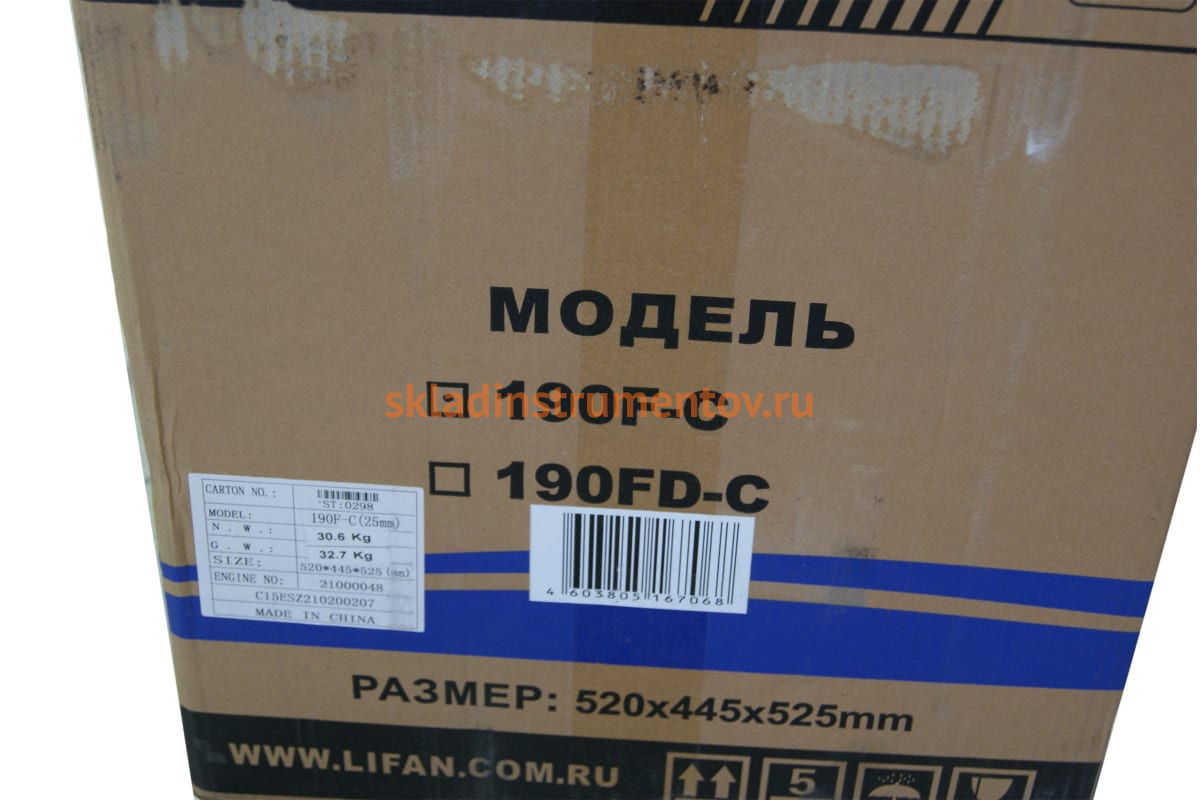 МОДЕЛЬ
190F-C
skladinstrumentov.ru
190FD-C
CARTON NO.:
*ST:0298
MODEL: 190F-C(25mm)
N . W .: 30.6 Kg
G . W .: 32.7 Kg
SIZE: 520*445*525(mm)
ENGINE NO: 21000048
C15ESZ210200207
MADE IN CHINA
4 603805 167068
РАЗМЕР: 520x445x525mm
WWW.LIFAN.COM.RU
5